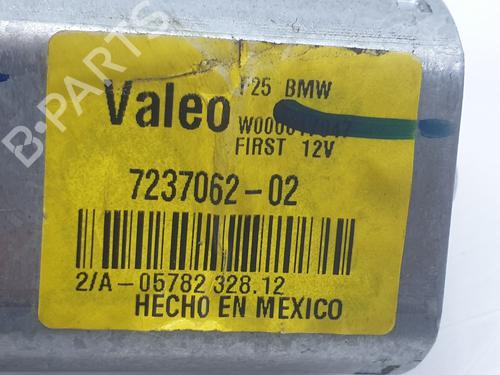 B-PARTS
F25 BMW
Valeo
FIRST 12V
7237062-02
2/A-05782 328.12
HECHO EN MEXICO